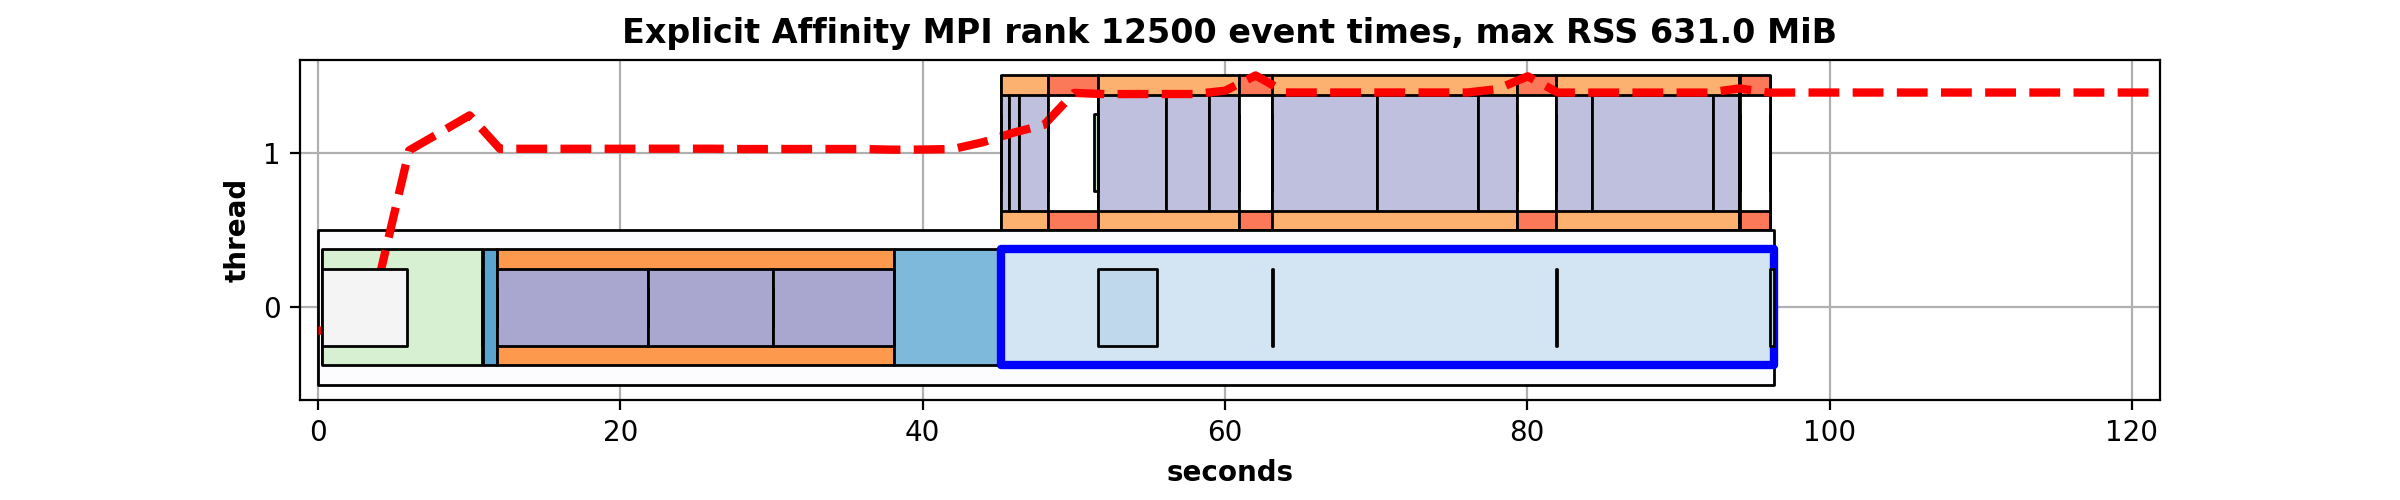 Explicit Affinity MPI rank 12500 event times, max RSS 631.0 MiB
thread
1
0
0 20 40 60 80 100 120
seconds